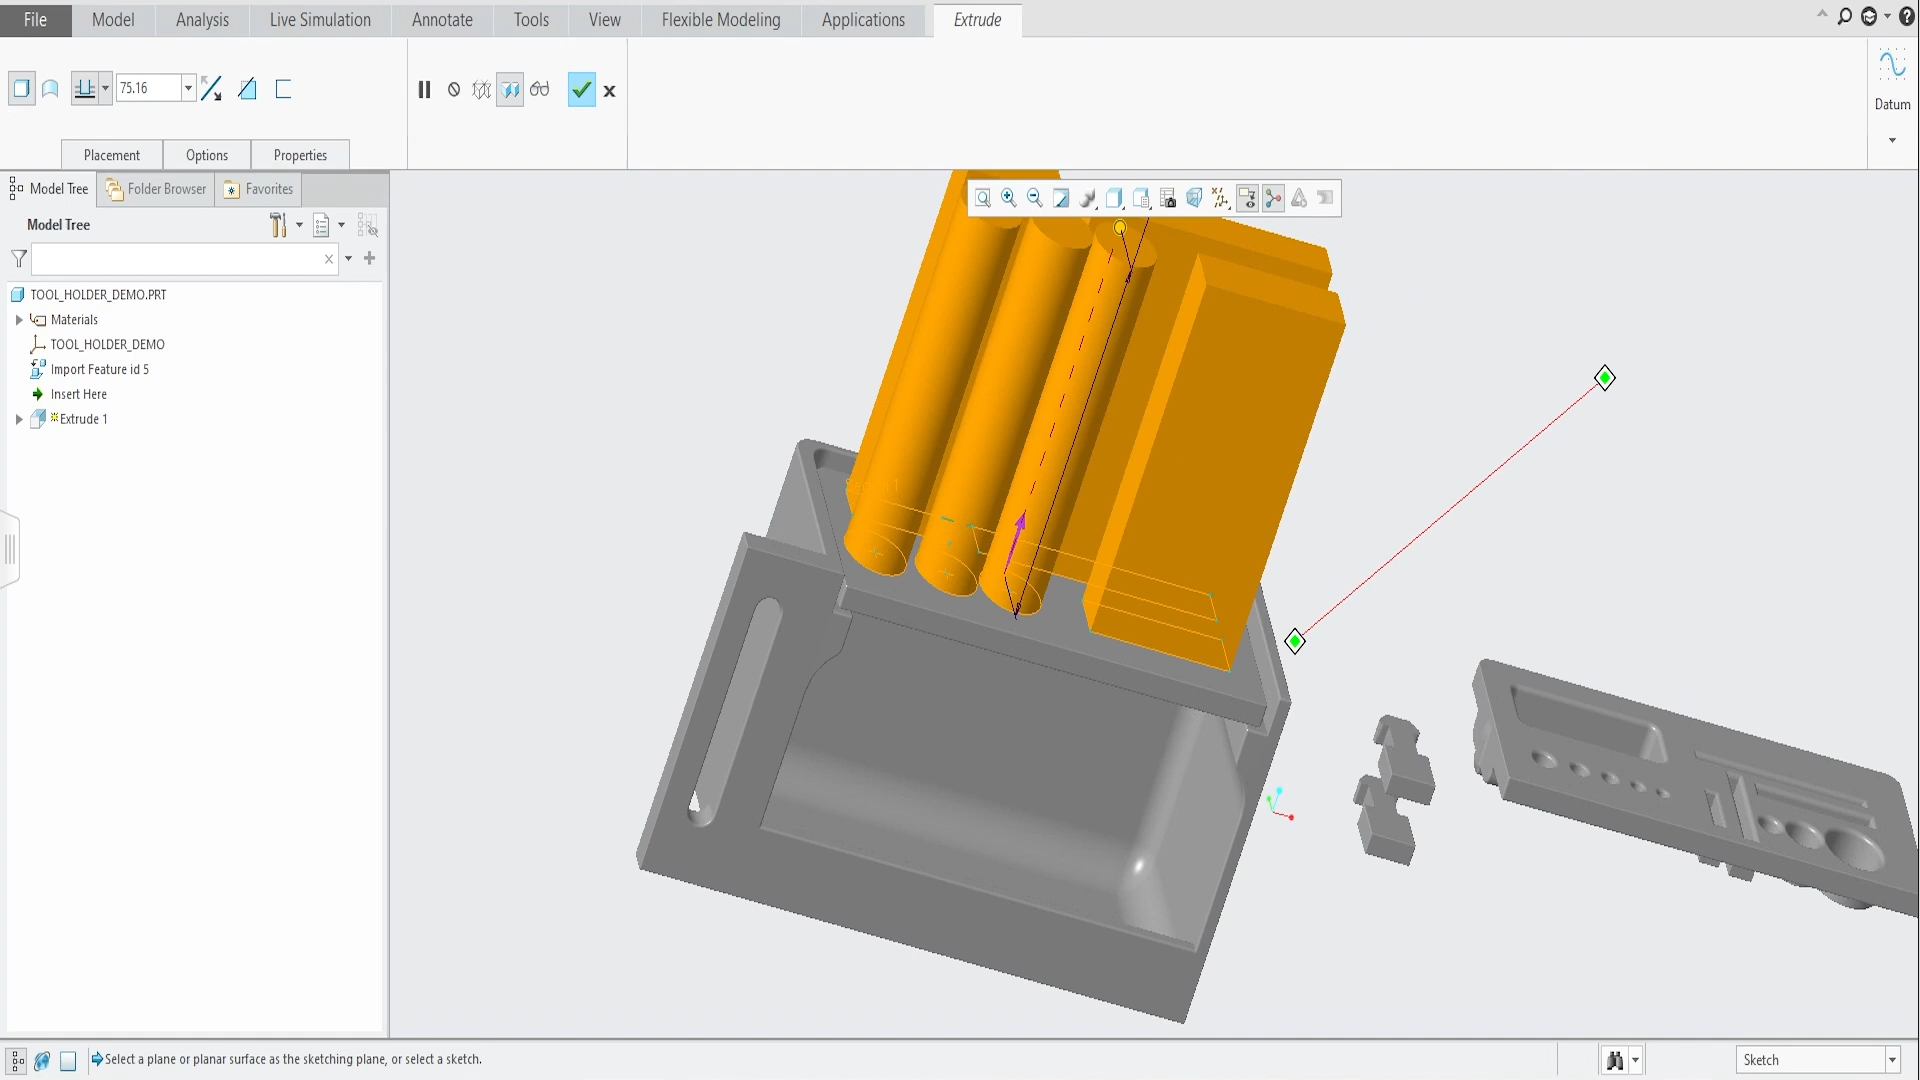 File Model Analysis Live Simulation Annotate Tools View Flexible Modeling Applications Extrude
75.16
Datum
Placement Options Properties
Model Tree Folder Browser Favorites
Model Tree
TOOL_HOLDER_DEMO.PRT
Materials
TOOL_HOLDER_DEMO
Import Feature id 5
Insert Here
Extrude 1
Select a plane or planar surface as the sketching plane, or select a sketch.
Sketch